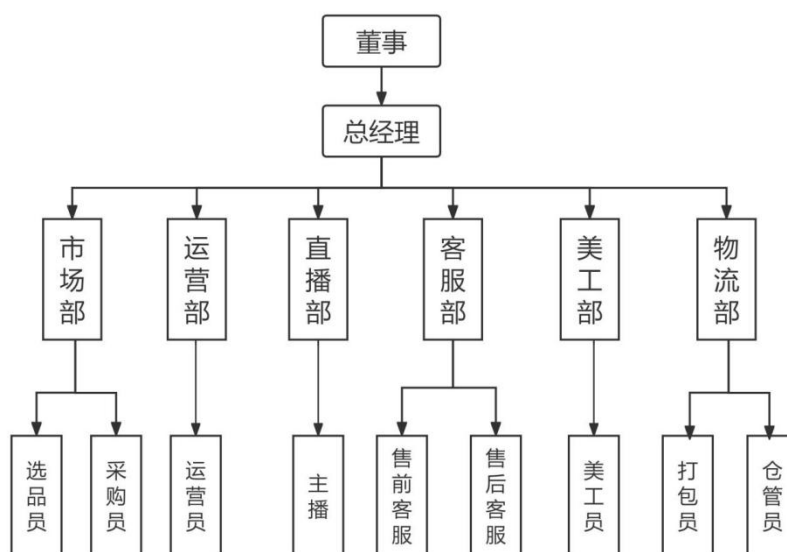 董事
总经理
市场部
运营部
直播部
客服部
美工部
物流部
选品员
采购员
运营员
主播
售前客服
售后客服
美工员
打包员
仓管员